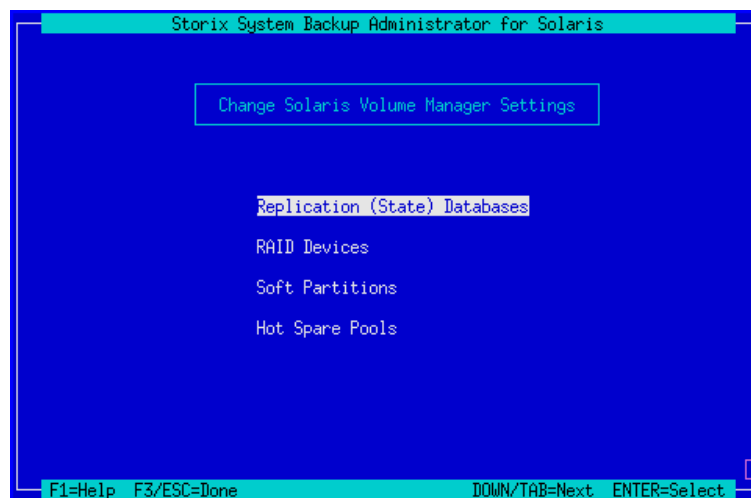 Storix System Backup Administrator for Solaris
Change Solaris Volume Manager Settings
Replication (State) Databases
RAID Devices
Soft Partitions
Hot Spare Pools
F1=Help F3/ESC=Done DOWN/TAB=Next ENTER=Select